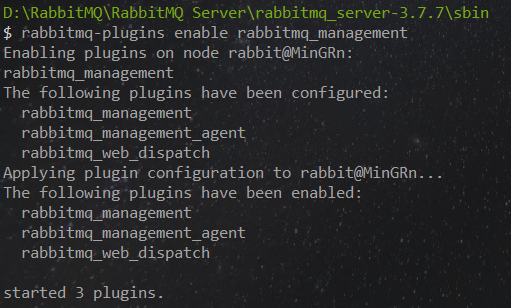 D:\RabbitMQ\RabbitMQ Server\rabbitmq_server-3.7.7\sbin
$ rabbitmq-plugins enable rabbitmq_management
Enabling plugins on node rabbit@MinGRn:
rabbitmq_management
The following plugins have been configured:
  rabbitmq_management
  rabbitmq_management_agent
  rabbitmq_web_dispatch
Applying plugin configuration to rabbit@MinGRn...
The following plugins have been enabled:
  rabbitmq_management
  rabbitmq_management_agent
  rabbitmq_web_dispatch

started 3 plugins.